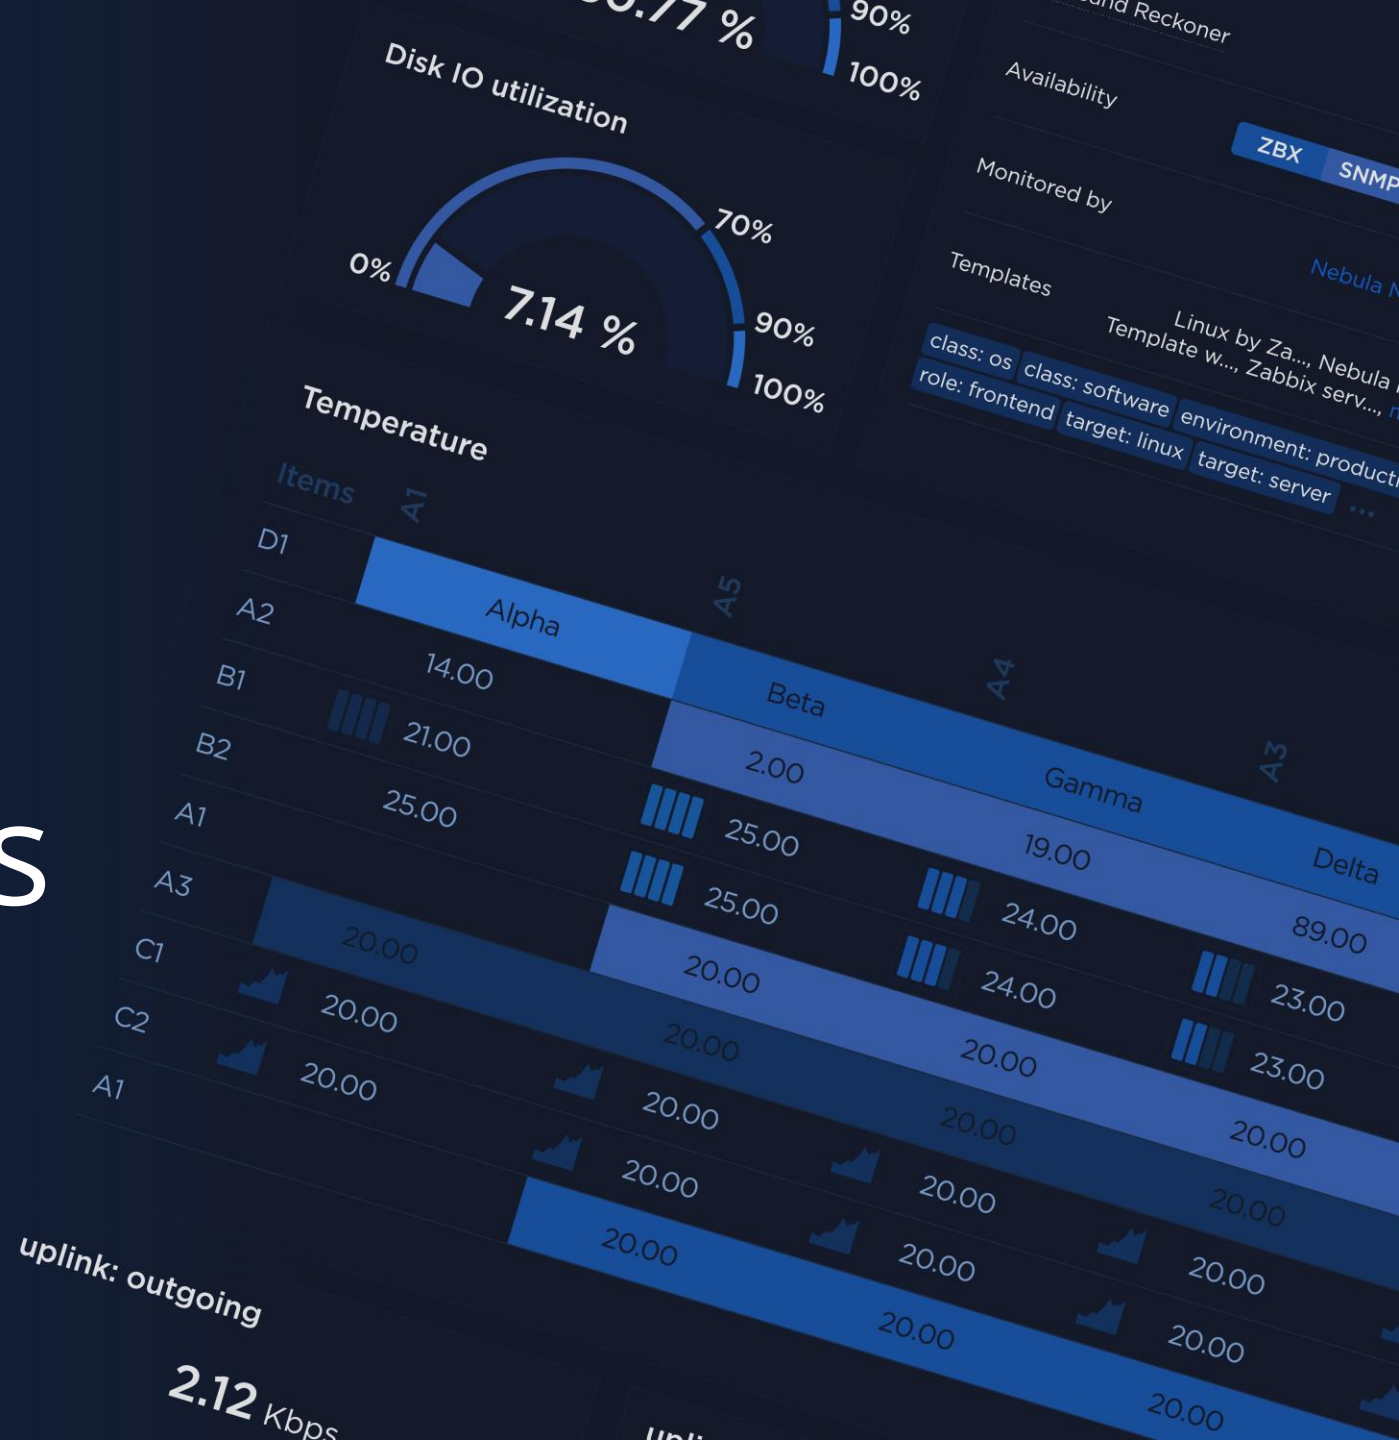 90%
100%
Disk IO utilization
0%
70%
90%
100%
7.14 %
Reckoner
Availability
ZBX SNMP
Monitored by
Nebula
Templates
Linux by Za..., Nebula
Template w..., Zabbix serv...,
class: os class: software environment:
role: frontend target: linux target: server ...
Temperature
Items A1 A5 A4 A3
D1 Alpha Beta Gamma Delta
A2 14.00 2.00 19.00 89.00
B1 21.00 25.00 24.00 23.00
B2 25.00 25.00 24.00 23.00
A1 20.00 20.00 20.00
A3 20.00 20.00 20.00 20.00
C1 20.00 20.00 20.00 20.00
C2 20.00 20.00 20.00 20.00
A1 20.00 20.00 20.00
uplink: outgoing
2.12 Kbps
s